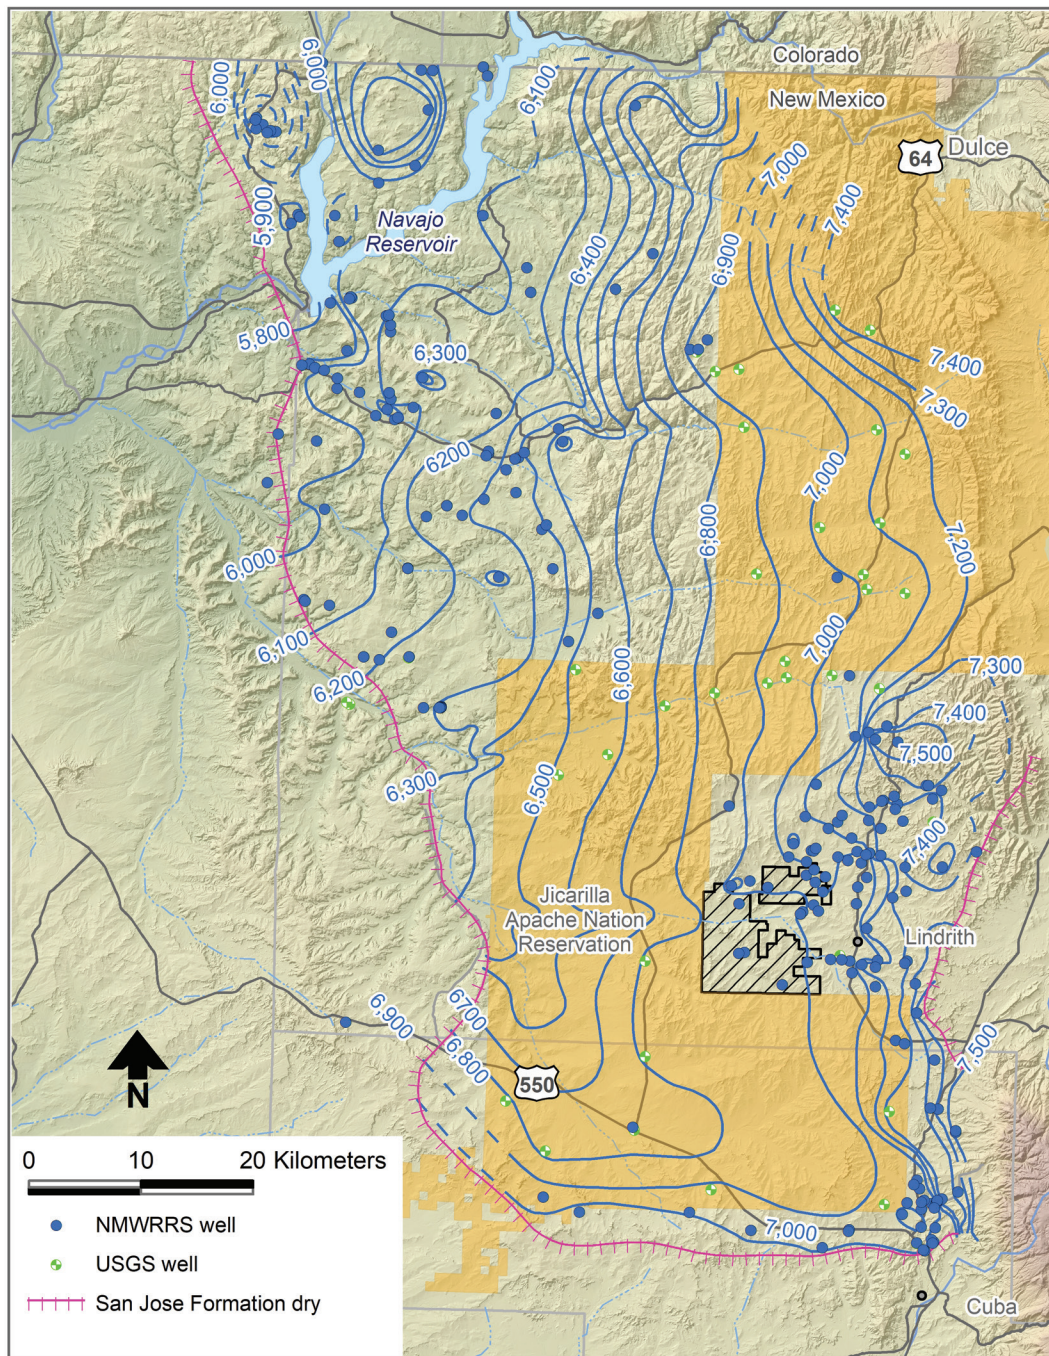 Colorado
New Mexico
64
Dulce
6,000
6,000
6,100
7,000
7,400
5,900
Navajo
Reservoir
6,400
6,900
5,800
6,300
7,400
7,300
6200
7,000
6,800
7,200
6,000
6,100
7,000
6,200
6,600
7,300
7,400
7,500
6,300
6,500
7,400
Jicarilla
Apache Nation
Reservation
Lindrith
6,900
6700
6,800
7,500
550
N
7,000
0 10 20 Kilometers
NMWRRS well
USGS well
San Jose Formation dry
Cuba